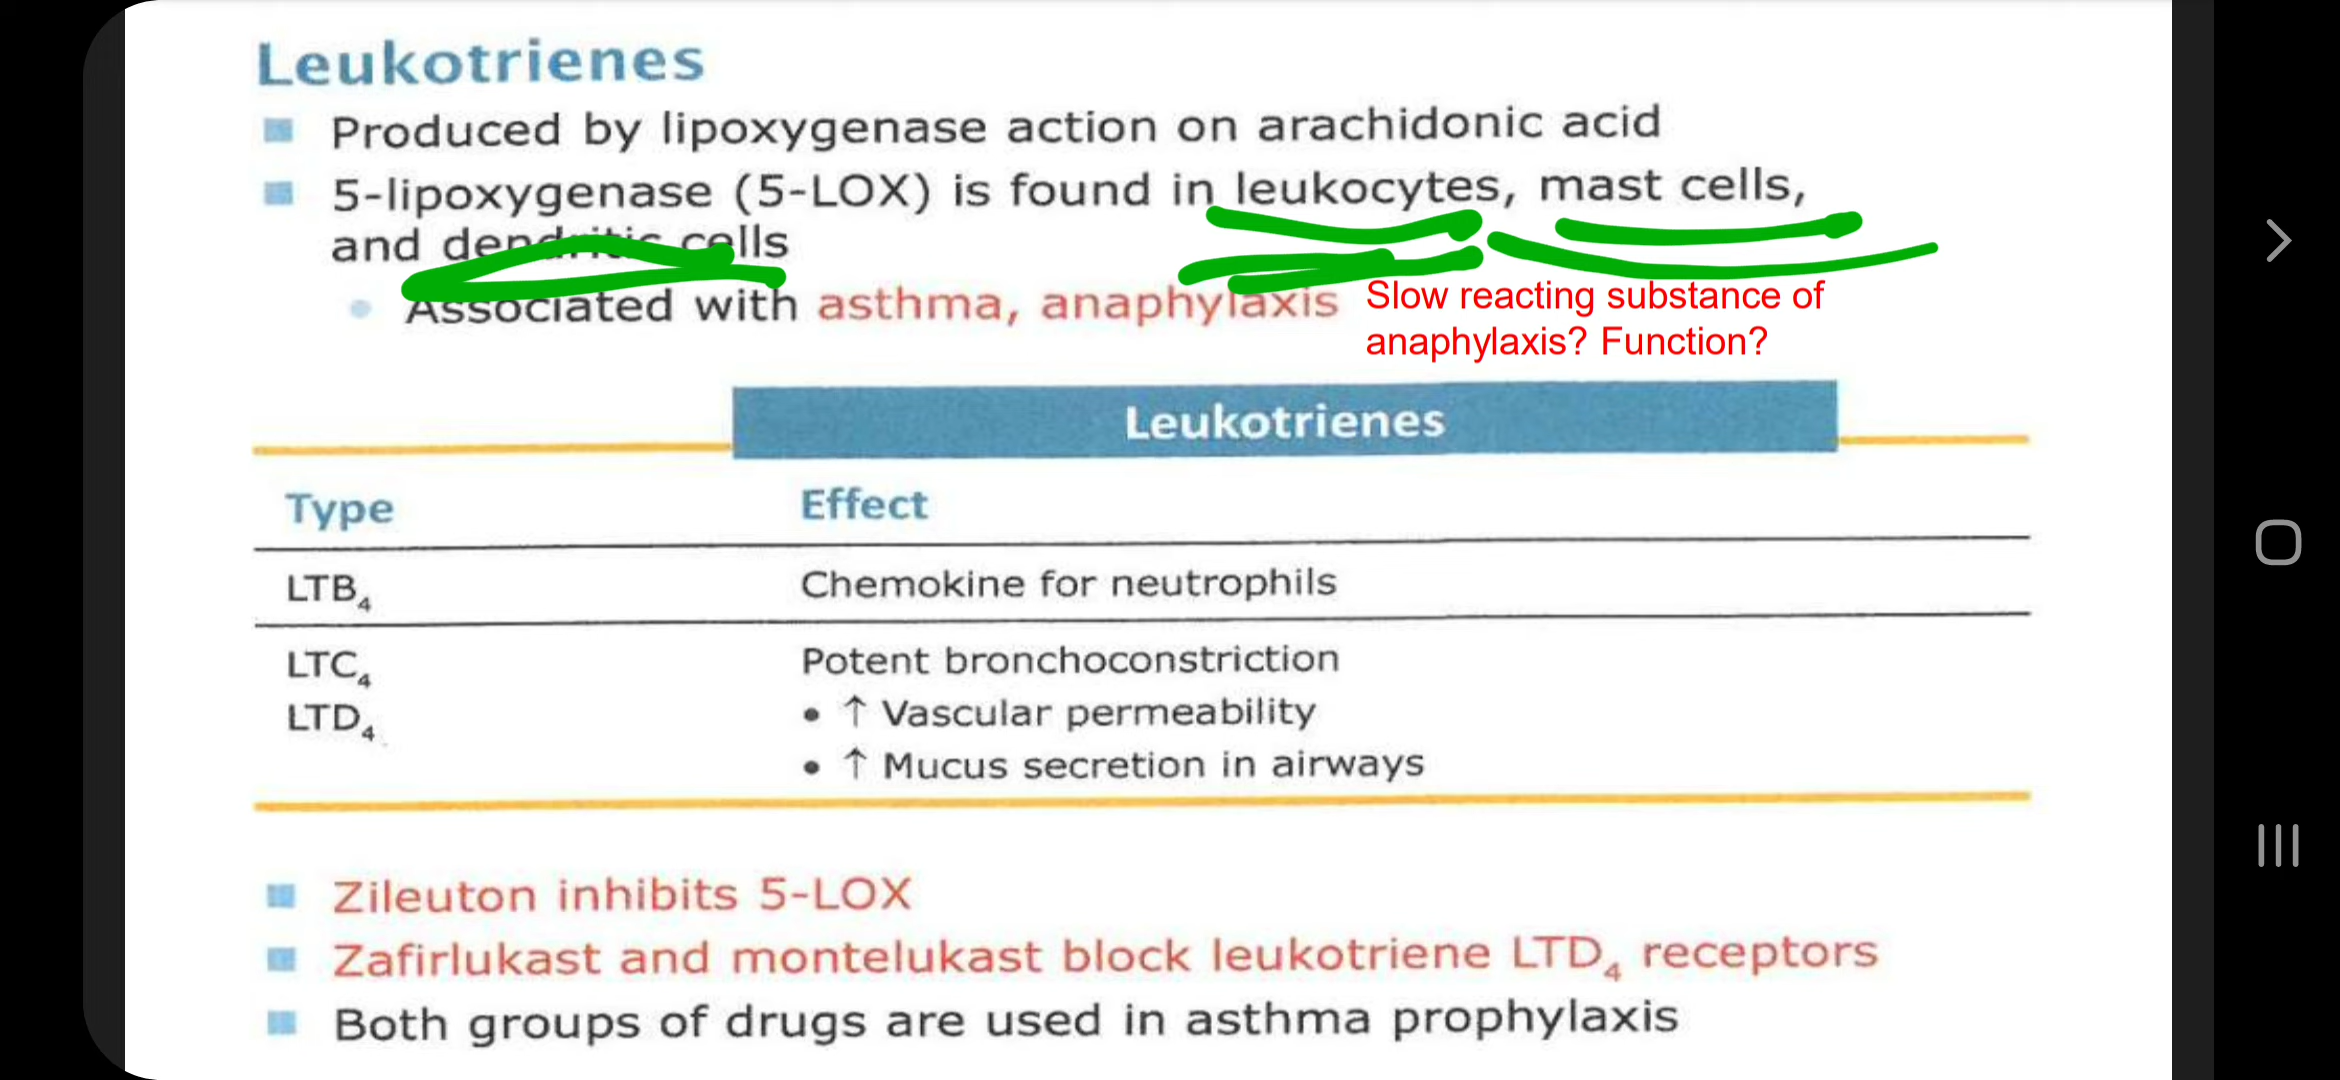 Leukotrienes
Produced by lipoxygenase action on arachidonic acid
5-lipoxygenase (5-LOX) is found in leukocytes, mast cells,
and dendritic cells
Associated with asthma, anaphylaxis
Slow reacting substance of
anaphylaxis? Function?
Leukotrienes
Type Effect
LTB₄ Chemokine for neutrophils
LTC₄ Potent bronchoconstriction
LTD₄ • ↑ Vascular permeability
• ↑ Mucus secretion in airways
Zileuton inhibits 5-LOX
Zafirlukast and montelukast block leukotriene LTD₄ receptors
Both groups of drugs are used in asthma prophylaxis